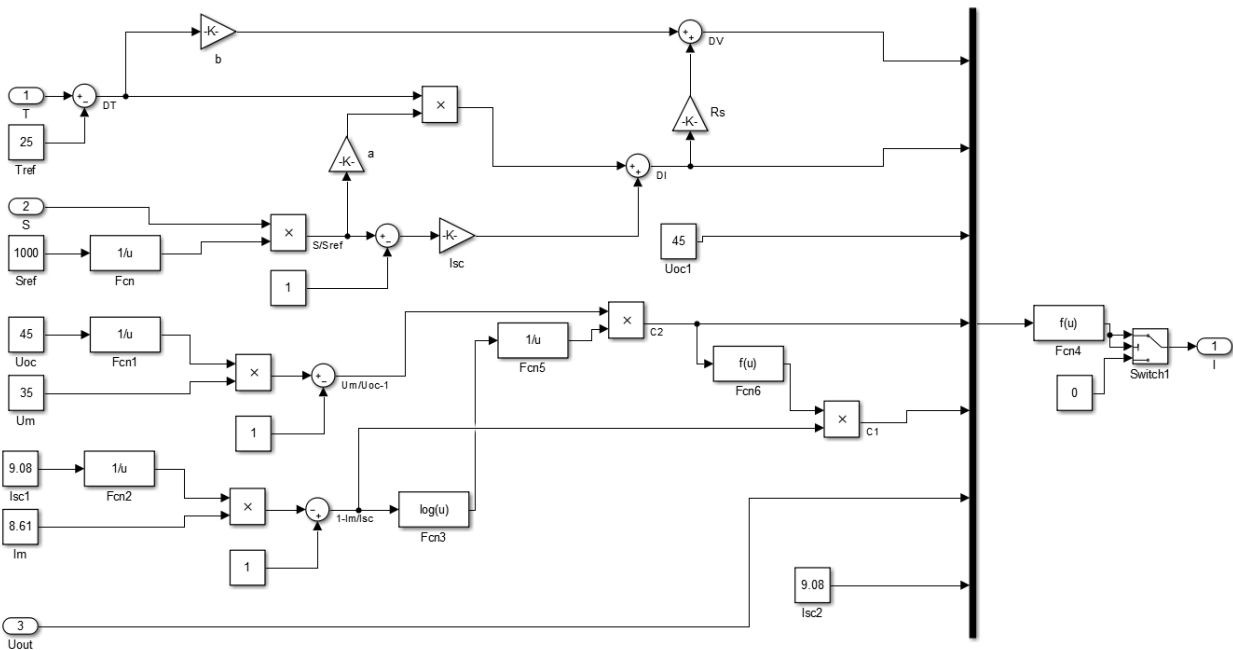 -K-
b
+
+
DV
1
T
+
−
DT
×
-K-
Rs
25
Tref
-K-
a
+
+
DI
2
S
×
S/Sref
+
−
-K-
Isc
45
Uoc1
1000
Sref
1/u
Fcn
1
45
Uoc
1/u
Fcn1
×
+
−
Um/Uoc-1
1/u
Fcn5
×
C2
f(u)
Fcn4
Switch1
1
I
35
Um
1
f(u)
Fcn6
0
×
C1
9.08
Isc1
1/u
Fcn2
×
−
+
1-Im/Isc
log(u)
Fcn3
8.61
Im
1
9.08
Isc2
3
Uout